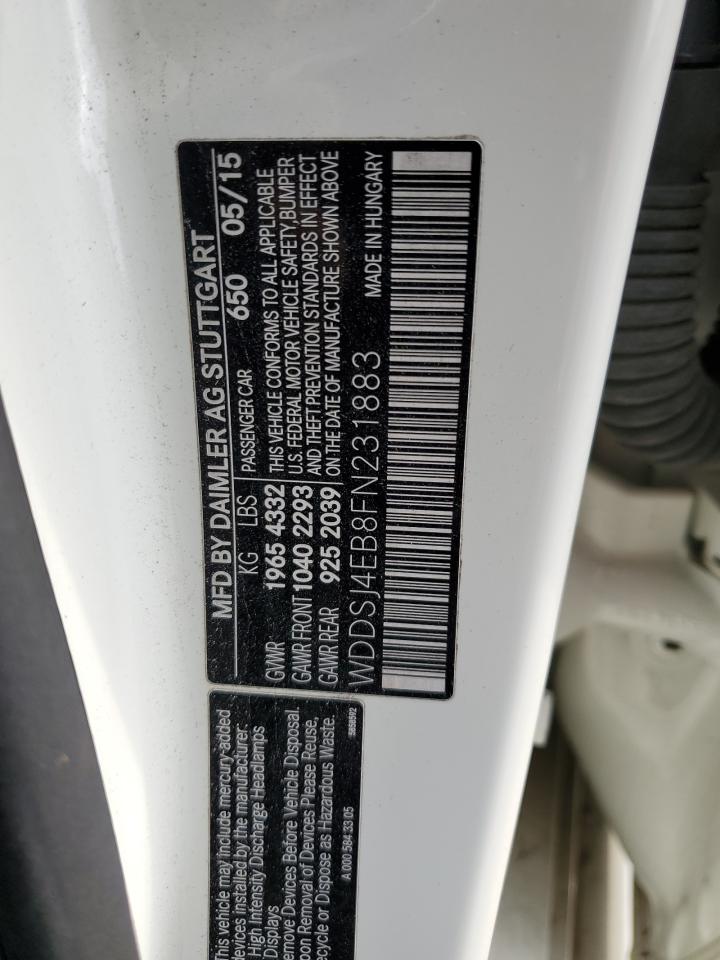 MFD BY DAIMLER AG STUTTGART
KG LBS 650 05/15
PASSENGER CAR
GVWR 1965 4332
GAWR FRONT 1040 2293
GAWR REAR 925 2039
THIS VEHICLE CONFORMS TO ALL APPLICABLE
U.S. FEDERAL MOTOR VEHICLE SAFETY,BUMPER
AND THEFT PREVENTION STANDARDS IN EFFECT
ON THE DATE OF MANUFACTURE SHOWN ABOVE
WDDSJ4EB8FN231883 MADE IN HUNGARY
This vehicle may include mercury-added
devices installed by the manufacturer:
High Intensity Discharge Headlamps
Displays
Remove Devices Before Vehicle Disposal.
Upon Removal of Devices Please Reuse,
Recycle or Dispose as Hazardous Waste.
A 000 584 33 05 5858592